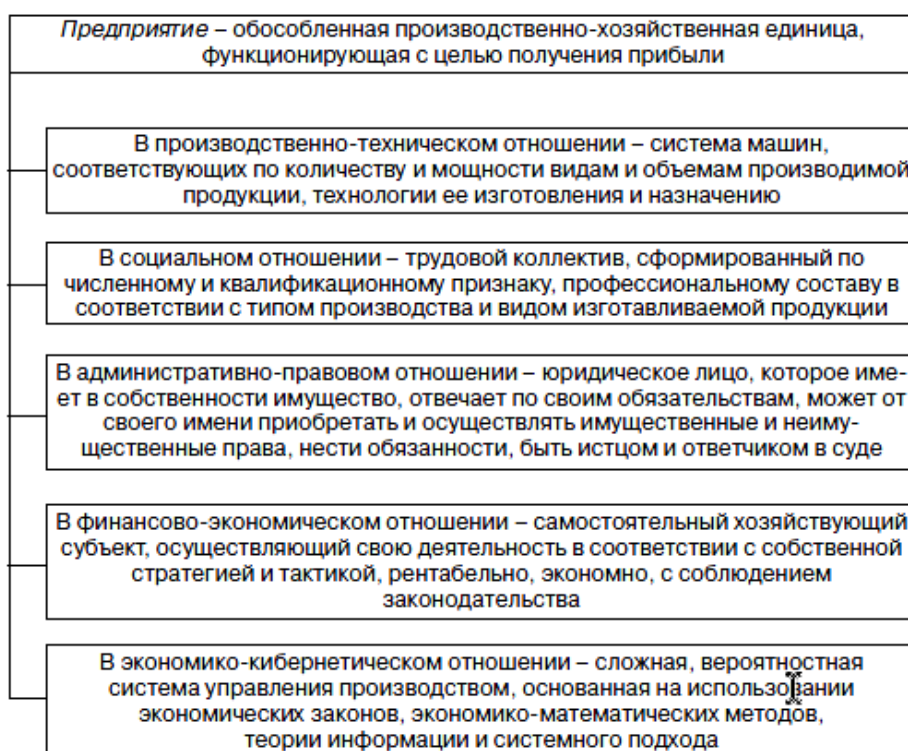 Предприятие – обособленная производственно-хозяйственная единица,
функционирующая с целью получения прибыли
В производственно-техническом отношении – система машин,
соответствующих по количеству и мощности видам и объемам производимой
продукции, технологии ее изготовления и назначению
В социальном отношении – трудовой коллектив, сформированный по
численному и квалификационному признаку, профессиональному составу в
соответствии с типом производства и видом изготавливаемой продукции
В административно-правовом отношении – юридическое лицо, которое име-
ет в собственности имущество, отвечает по своим обязательствам, может от
своего имени приобретать и осуществлять имущественные и неиму-
щественные права, нести обязанности, быть истцом и ответчиком в суде
В финансово-экономическом отношении – самостоятельный хозяйствующий
субъект, осуществляющий свою деятельность в соответствии с собственной
стратегией и тактикой, рентабельно, экономно, с соблюдением
законодательства
В экономико-кибернетическом отношении – сложная, вероятностная
система управления производством, основанная на использовании
экономических законов, экономико-математических методов,
теории информации и системного подхода